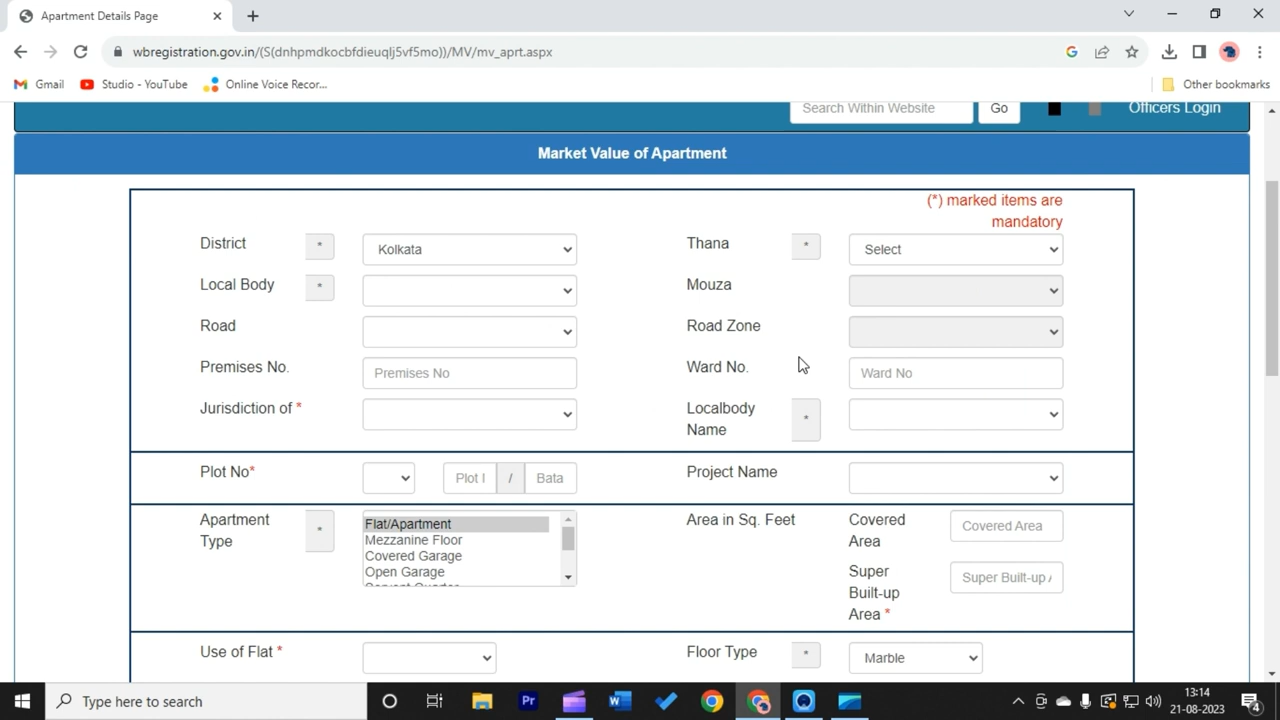 Apartment Details Page
wbregistration.gov.in/(S(dnhpmdkocbfdieuqlj5vf5mo))/MV/mv_aprt.aspx
Gmail
Studio - YouTube
Online Voice Recor...
Other bookmarks
Search Within Website
Go
Officers Login
Market Value of Apartment
(*) marked items are
mandatory
District * Kolkata
Thana * Select
Local Body *
Mouza
Road
Road Zone
Premises No. Premises No
Ward No. Ward No
Jurisdiction of *
Localbody
Name *
Plot No* Plot / Bata
Project Name
Apartment
Type *
Flat/Apartment
Mezzanine Floor
Covered Garage
Open Garage
Area in Sq. Feet
Covered
Area
Covered Area
Super
Built-up
Area *
Super Built-up
Use of Flat *
Floor Type * Marble
Type here to search
Pr
13:14
21-08-2023
4